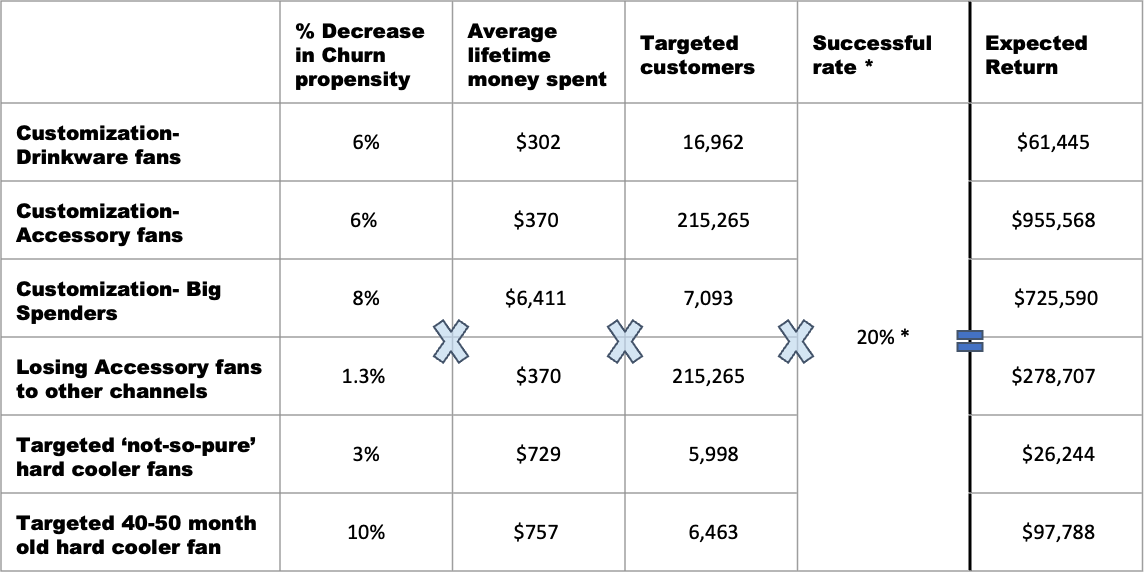 % Decrease
in Churn
propensity
Average
lifetime
money spent
Targeted
customers
Successful
rate *
Expected
Return
Customization-
Drinkware fans
6%
$302
16,962
$61,445
Customization-
Accessory fans
6%
$370
215,265
$955,568
Customization- Big
Spenders
8%
$6,411
7,093
$725,590
20% *
Losing Accessory fans
to other channels
1.3%
$370
215,265
$278,707
Targeted ‘not-so-pure’
hard cooler fans
3%
$729
5,998
$26,244
Targeted 40-50 month
old hard cooler fan
10%
$757
6,463
$97,788